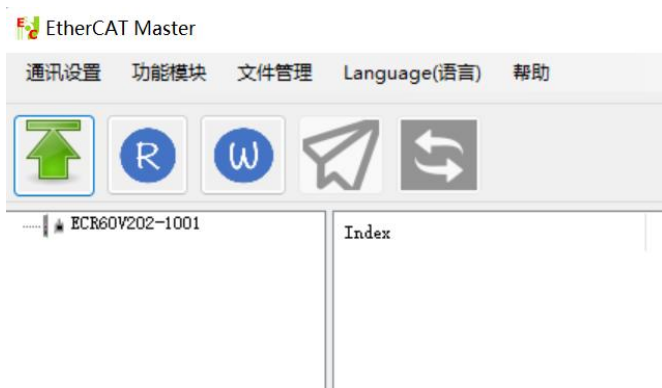 EC EtherCAT Master
通讯设置 功能模块 文件管理 Language(语言) 帮助
R W
ECR60V202-1001 Index